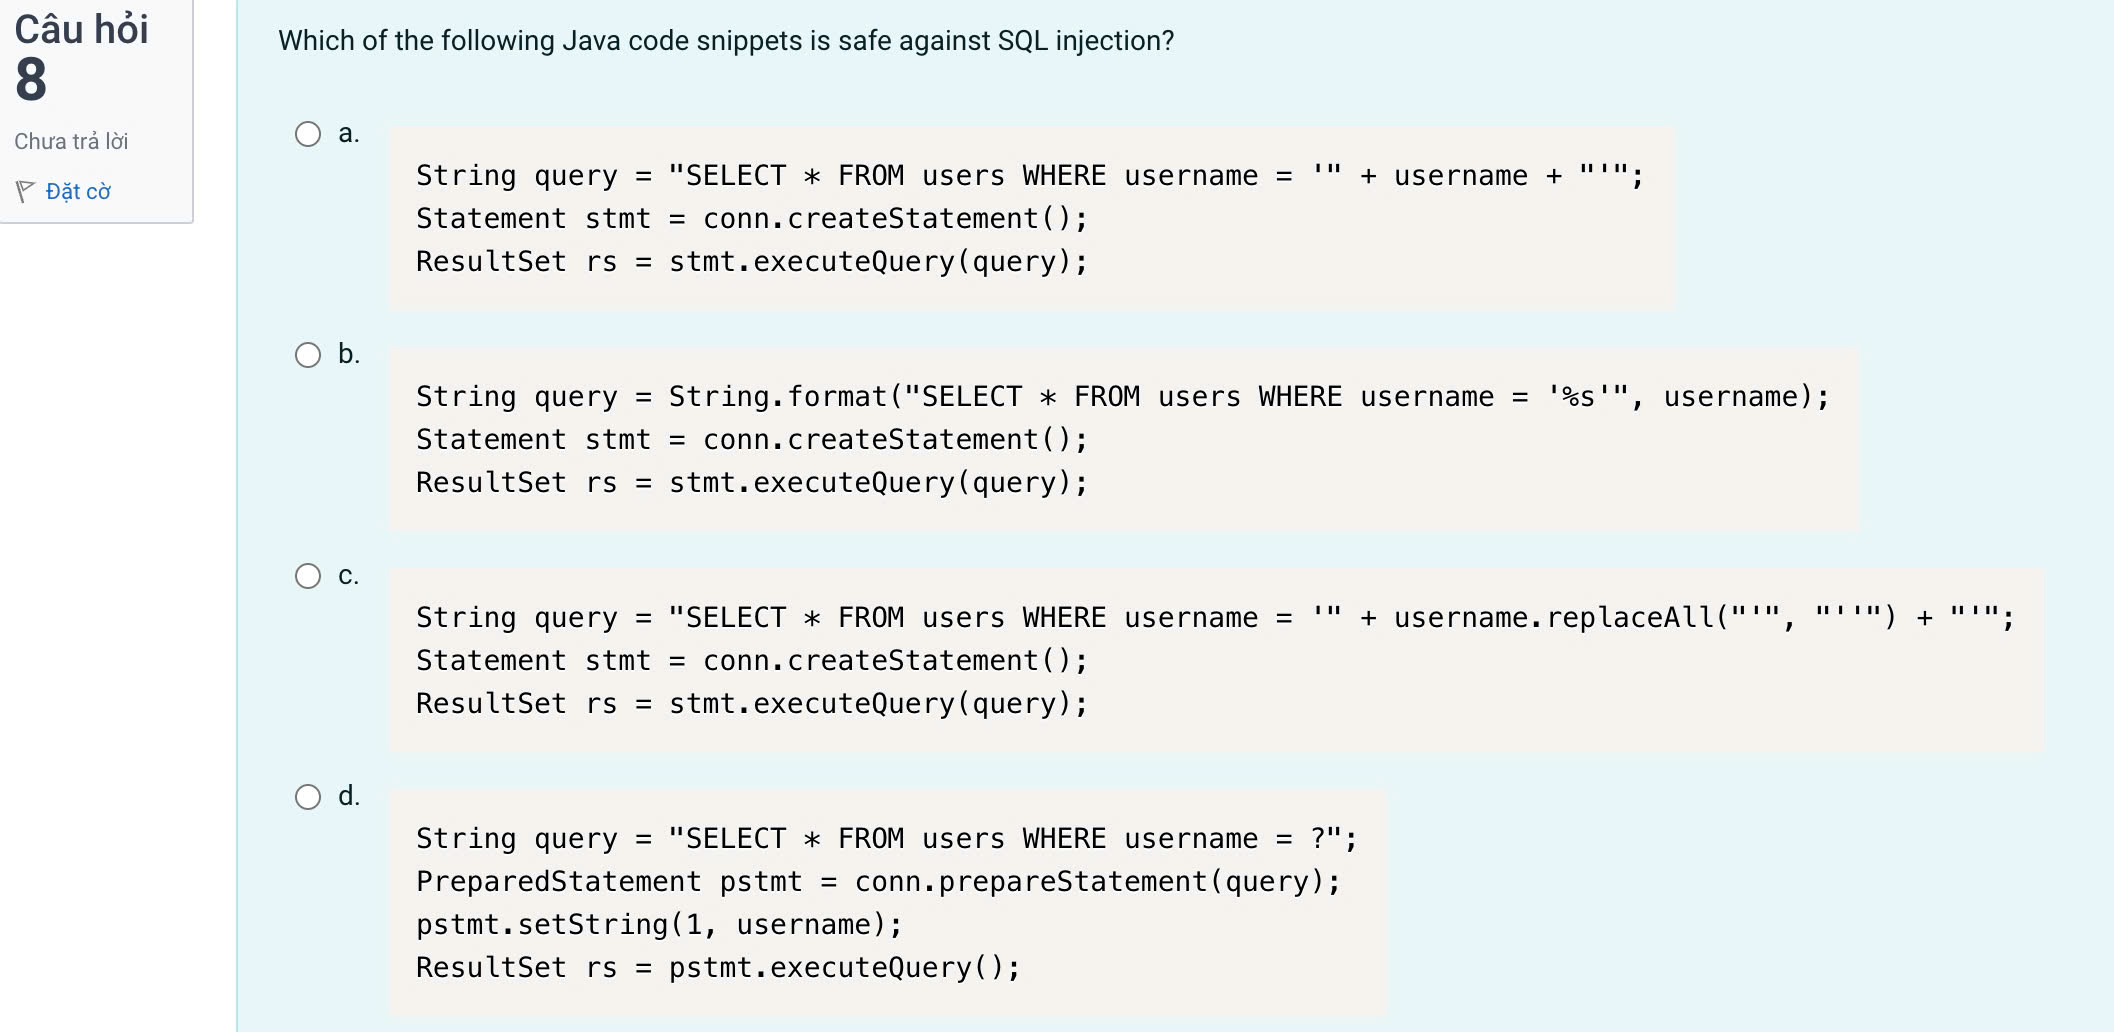 Câu hỏi
8
Chưa trả lời
Đặt cờ
Which of the following Java code snippets is safe against SQL injection?
a.
String query = "SELECT * FROM users WHERE username = '" + username + "'";
Statement stmt = conn.createStatement();
ResultSet rs = stmt.executeQuery(query);
b.
String query = String.format("SELECT * FROM users WHERE username = '%s'", username);
Statement stmt = conn.createStatement();
ResultSet rs = stmt.executeQuery(query);
c.
String query = "SELECT * FROM users WHERE username = '" + username.replaceAll("'", "''") + "'";
Statement stmt = conn.createStatement();
ResultSet rs = stmt.executeQuery(query);
d.
String query = "SELECT * FROM users WHERE username = ?";
PreparedStatement pstmt = conn.prepareStatement(query);
pstmt.setString(1, username);
ResultSet rs = pstmt.executeQuery();